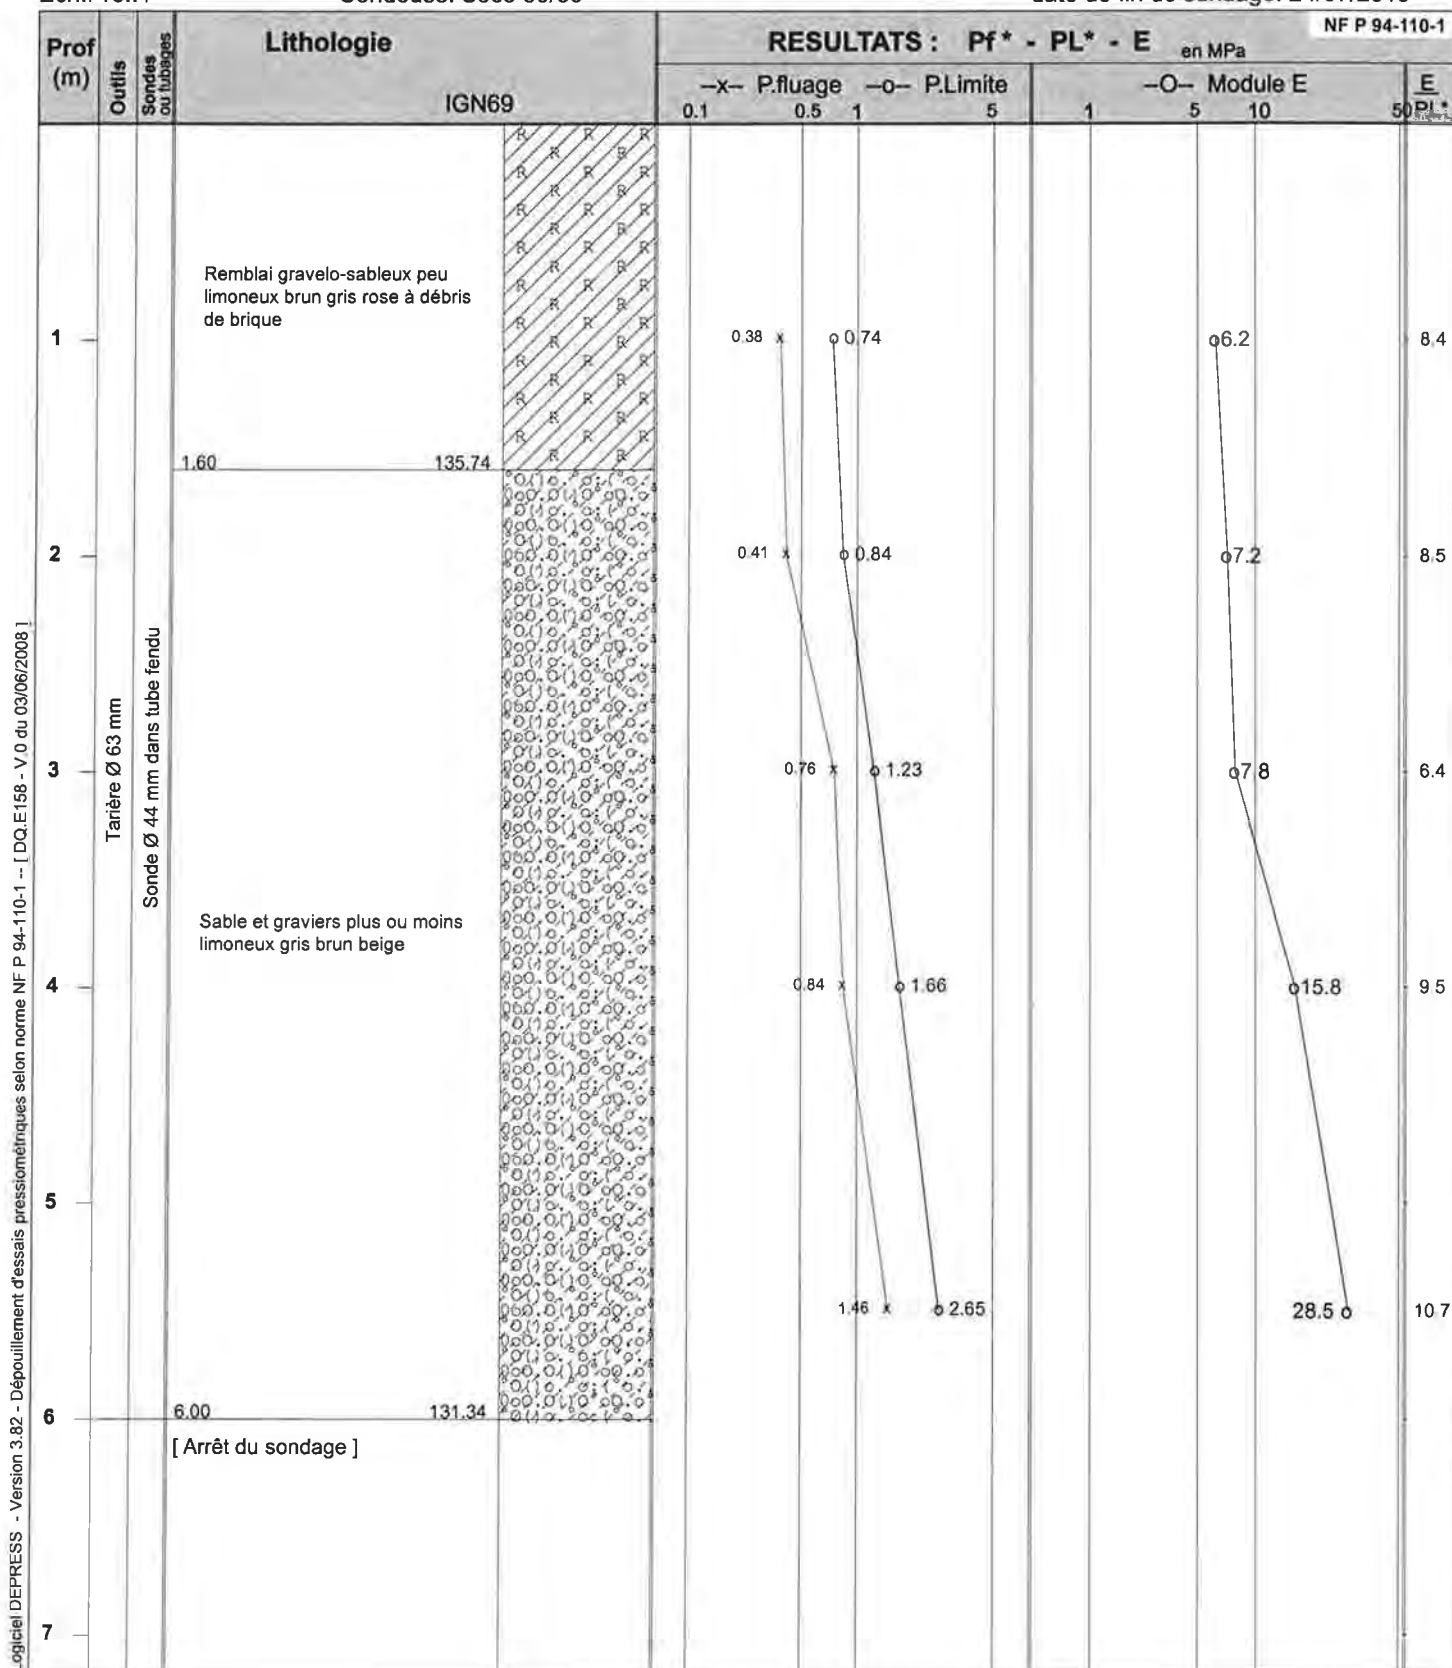 NF P 94-110-1
Prof
(m)
Outils
Sondes
ou tubages
Lithologie
IGN69
RESULTATS : Pf* - PL* - E en MPa
--x-- P.fluage --o-- P.Limite
0.1 0.5 1 5
--O-- Module E
1 5 10 50
E
PL*
Remblai gravelo-sableux peu
limoneux brun gris rose à débris
de brique
1 0.38 x o 0.74 6.2 8.4
1.60 135.74
2 0.41 x o 0.84 7.2 8.5
Tarière Ø 63 mm
Sonde Ø 44 mm dans tube fendu
3 0.76 x o 1.23 7.8 6.4
Sable et graviers plus ou moins
limoneux gris brun beige
4 0.84 x o 1.66 15.8 9.5
5
1.46 x o 2.65 28.5 10.7
6 6.00 131.34
[ Arrêt du sondage ]
7
Logiciel DEPRESS - Version 3.82 - Dépouillement d'essais pressiométriques selon norme NF P 94-110-1 -- [ DQ.E158 - V.0 du 03/06/2008 ]